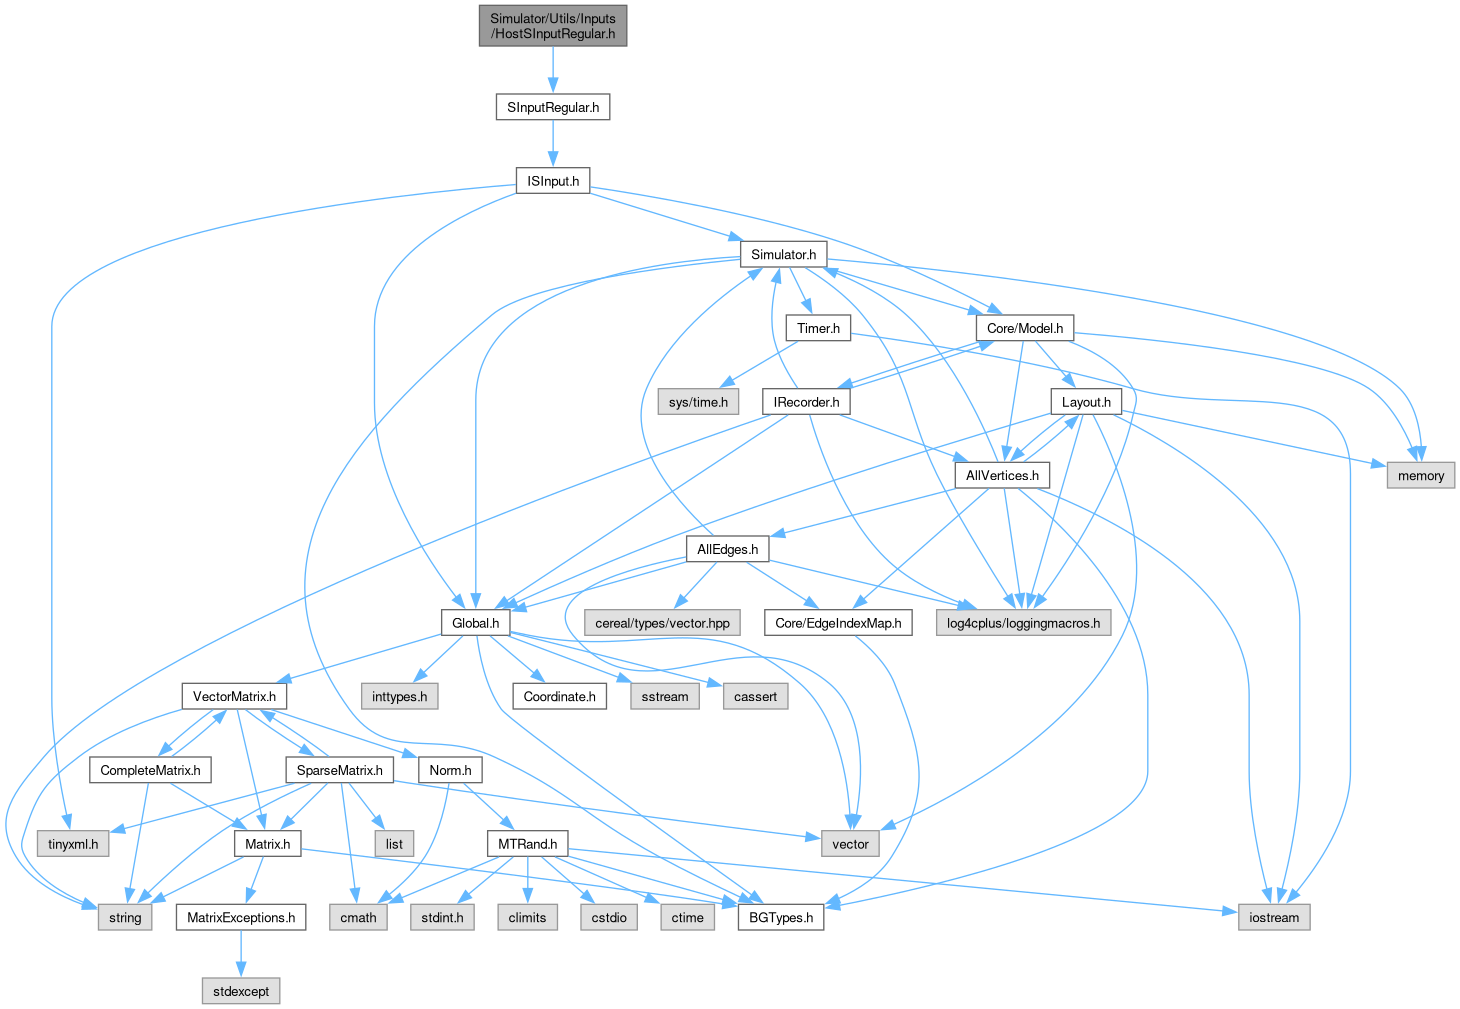 Simulator/Utils/Inputs
/HostSInputRegular.h
SInputRegular.h
ISInput.h
Simulator.h
Timer.h
Core/Model.h
sys/time.h
IRecorder.h
Layout.h
AllVertices.h
memory
AllEdges.h
Global.h
cereal/types/vector.hpp
Core/EdgeIndexMap.h
log4cplus/loggingmacros.h
VectorMatrix.h
inttypes.h
Coordinate.h
sstream
cassert
CompleteMatrix.h
SparseMatrix.h
Norm.h
tinyxml.h
Matrix.h
list
MTRand.h
vector
string
MatrixExceptions.h
cmath
stdint.h
climits
cstdio
ctime
BGTypes.h
iostream
stdexcept